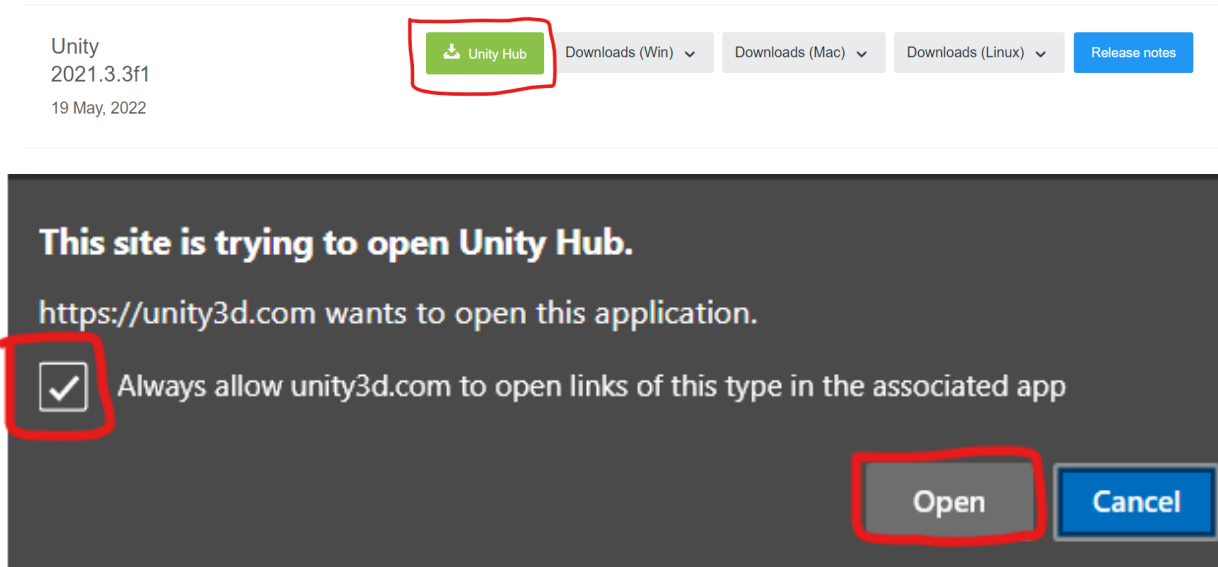 Unity
2021.3.3f1
19 May, 2022
Unity Hub
Downloads (Win)
Downloads (Mac)
Downloads (Linux)
Release notes
This site is trying to open Unity Hub.
https://unity3d.com wants to open this application.
Always allow unity3d.com to open links of this type in the associated app
Open
Cancel